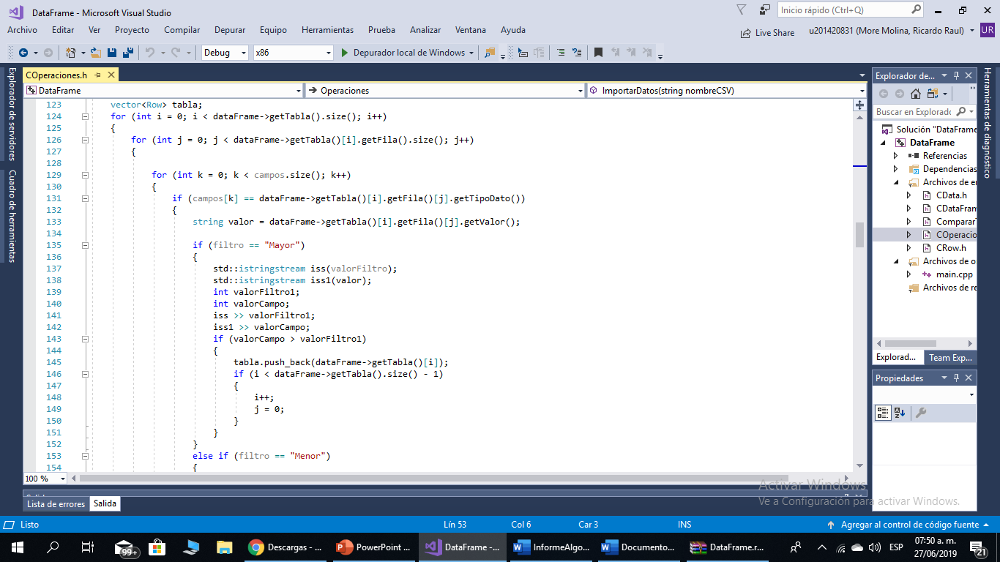 DataFrame - Microsoft Visual Studio
Inicio rápido (Ctrl+Q)
Archivo Editar Ver Proyecto Compilar Depurar Equipo Herramientas Prueba Analizar Ventana Ayuda
Live Share
u201420831 (More Molina, Ricardo Raul)
UR
Debug x86 Depurador local de Windows
Explorador de servidores
Cuadro de herramientas
COperaciones.h
DataFrame Operaciones ImportarDatos(string nombreCSV)
123 vector<Row> tabla;
124 for (int i = 0; i < dataFrame->getTabla().size(); i++)
125 {
126 for (int j = 0; j < dataFrame->getTabla()[i].getFila().size(); j++)
127 {
128
129 for (int k = 0; k < campos.size(); k++)
130 {
131 if (campos[k] == dataFrame->getTabla()[i].getFila()[j].getTipoDato())
132 {
133 string valor = dataFrame->getTabla()[i].getFila()[j].getValor();
134
135 if (filtro == "Mayor")
136 {
137 std::istringstream iss(valorFiltro);
138 std::istringstream iss1(valor);
139 int valorFiltro1;
140 int valorCampo;
141 iss >> valorFiltro1;
142 iss1 >> valorCampo;
143 if (valorCampo > valorFiltro1)
144 {
145 tabla.push_back(dataFrame->getTabla()[i]);
146 if (i < dataFrame->getTabla().size() - 1)
147 {
148 i++;
149 j = 0;
150 }
151 }
152 }
153 else if (filtro == "Menor")
154 {
100 %
Lista de errores Salida
Explorador de...
Buscar en Explorado
Solución "DataFrame
DataFrame
Referencias
Dependencias
Archivos de e
CData.h
CDataFram
Comparar
COperacio
CRow.h
Archivos de o
main.cpp
Archivos de re
Explorad... Team Exp...
Propiedades
Herramientas de diagnóstico
Activar Windows
Ve a Configuración para activar Windows.
Listo Lín 53 Col 6 Car 3 INS Agregar al control de código fuente
99+
Descargas - ... PowerPoint ... DataFrame -... InformeAlgo... Documento... DataFrame.r...
ESP
07:50 a. m.
27/06/2019
21